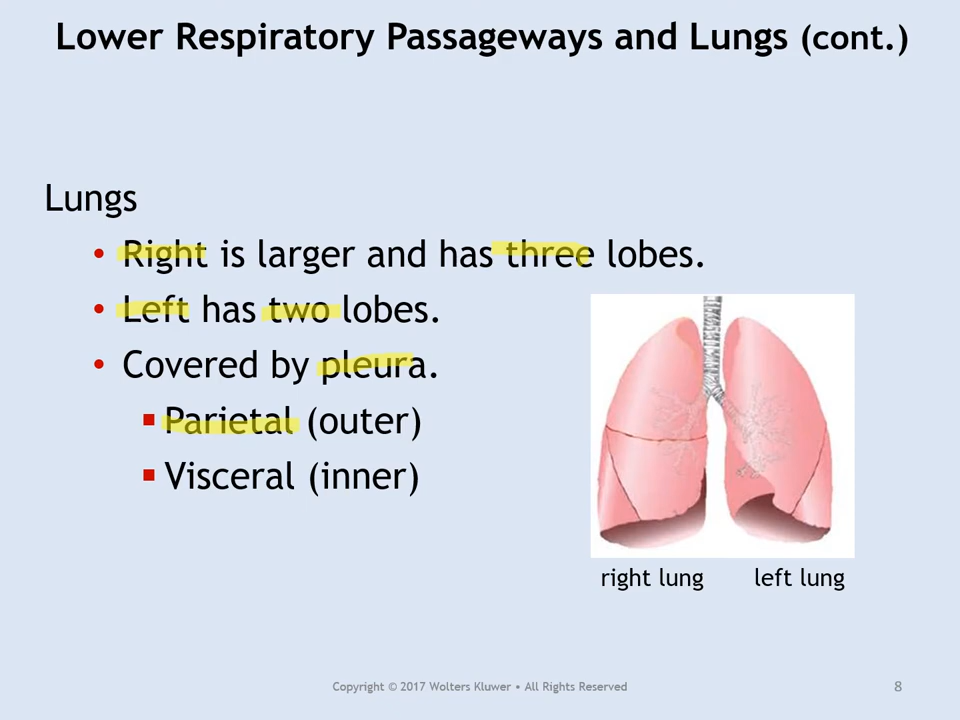 Lower Respiratory Passageways and Lungs (cont.)
Lungs
• Right is larger and has three lobes.
• Left has two lobes.
• Covered by pleura.
▪ Parietal (outer)
▪ Visceral (inner)
right lung left lung
Copyright © 2017 Wolters Kluwer • All Rights Reserved
8